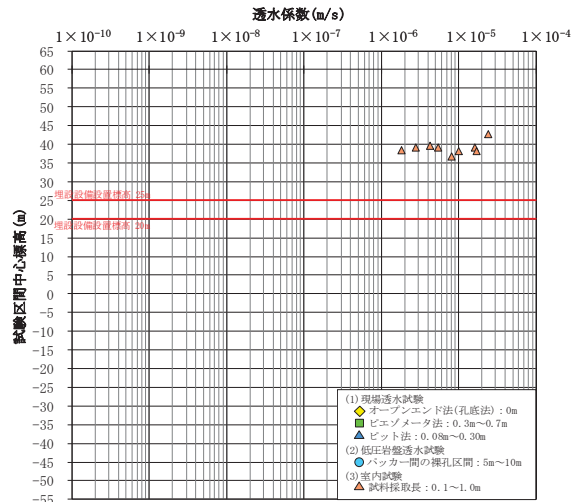 透水係数(m/s)
1×10⁻¹⁰ 1×10⁻⁹ 1×10⁻⁸ 1×10⁻⁷ 1×10⁻⁶ 1×10⁻⁵ 1×10⁻⁴
試験区間中心標高(m)
65
60
55
50
45
40
35
30
25
20
15
10
5
0
-5
-10
-15
-20
-25
-30
-35
-40
-45
-50
-55
埋設設備設置標高 25m
埋設設備設置標高 20m
(1)現場透水試験
オープンエンド法(孔底法):0m
ピエゾメータ法:0.3m～0.7m
ピット法:0.08m～0.30m
(2)低圧岩盤透水試験
パッカー間の裸孔区間:5m～10m
(3)室内試験
試料採取長:0.1～1.0m